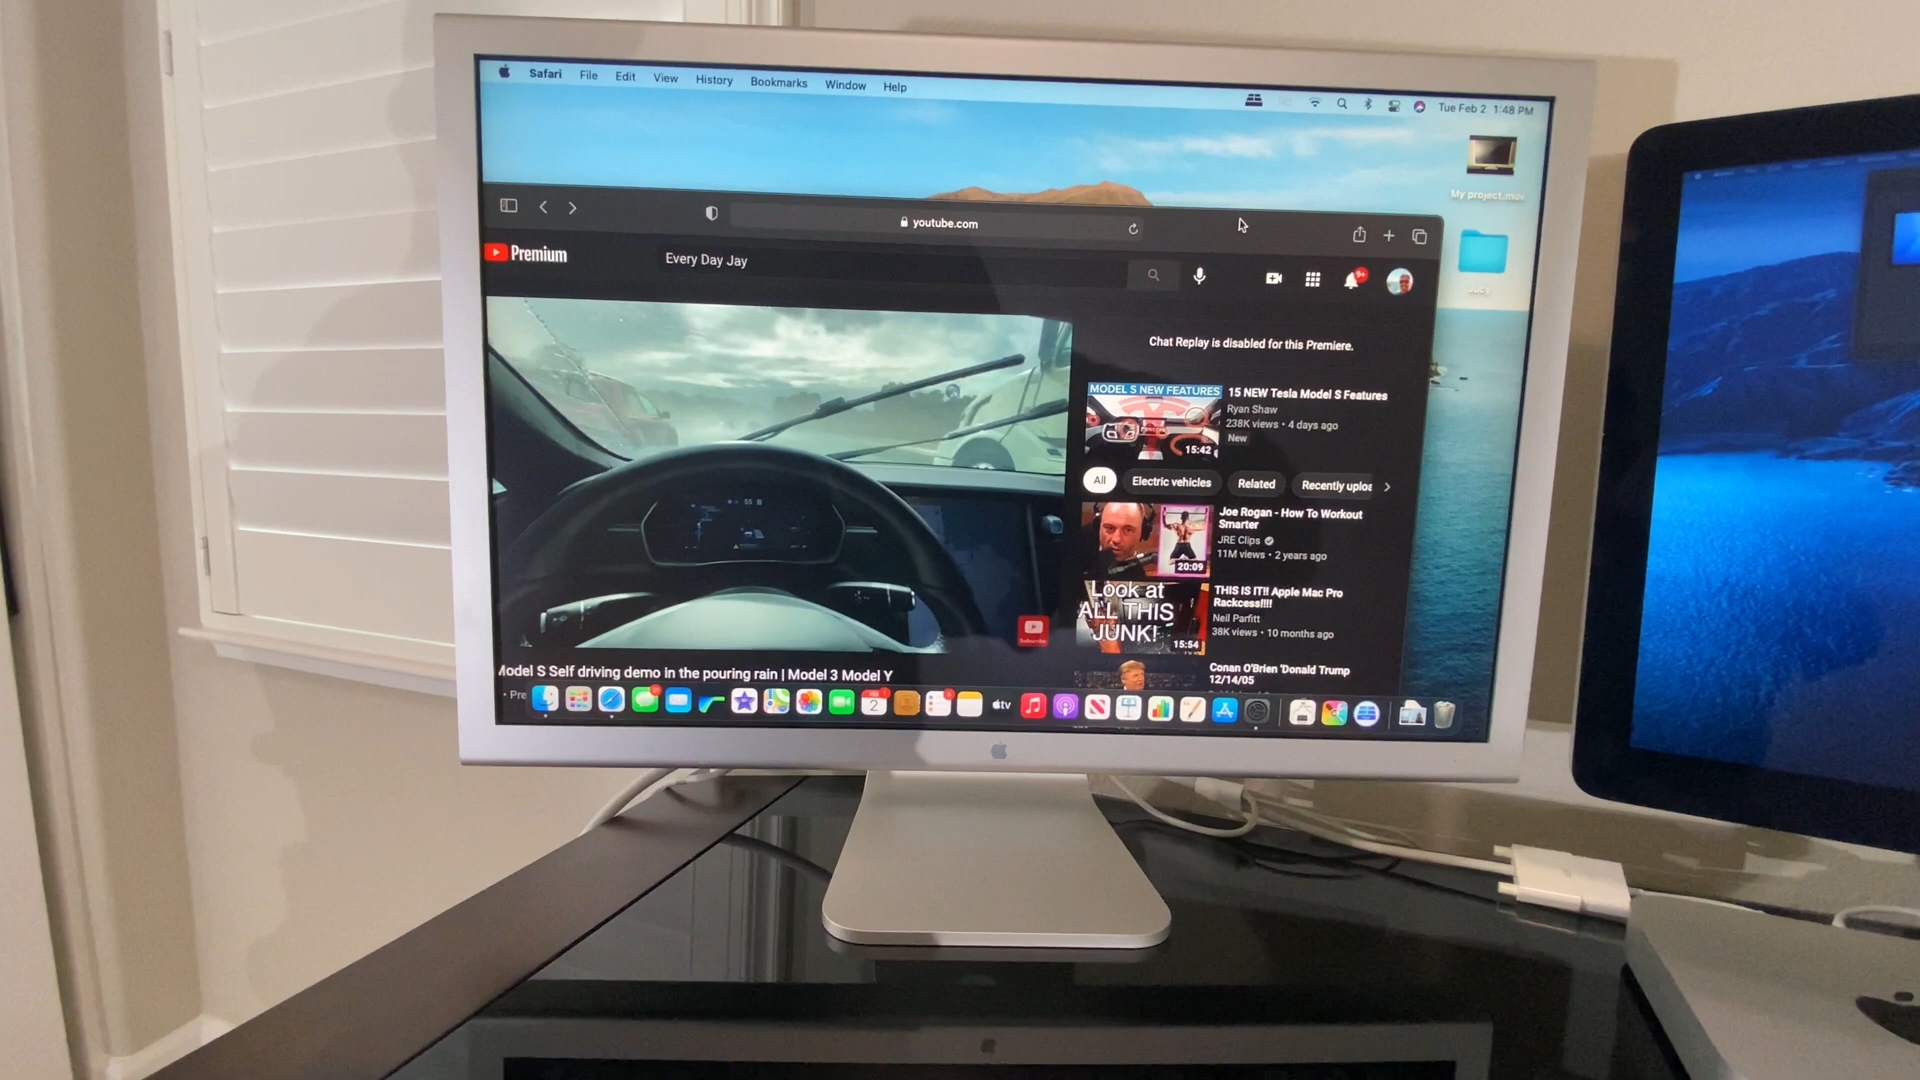 Safari File Edit View History Bookmarks Window Help
Tue Feb 2 1:48 PM
My project.mov
youtube.com
Premium
Every Day Jay
9+
Chat Replay is disabled for this Premiere.
MODEL S NEW FEATURES
15:42
15 NEW Tesla Model S Features
Ryan Shaw
238K views • 4 days ago
New
All Electric vehicles Related Recently uploa
20:09
Joe Rogan - How To Workout
Smarter
JRE Clips
11M views • 2 years ago
Look at
ALL THIS
JUNK!
15:54
THIS IS IT!! Apple Mac Pro
Rackcess!!!!
Neil Parfitt
38K views • 10 months ago
Conan O'Brien 'Donald Trump
12/14/05
55
Subscribe
Model S Self driving demo in the pouring rain | Model 3 Model Y
• Pre
2
tv